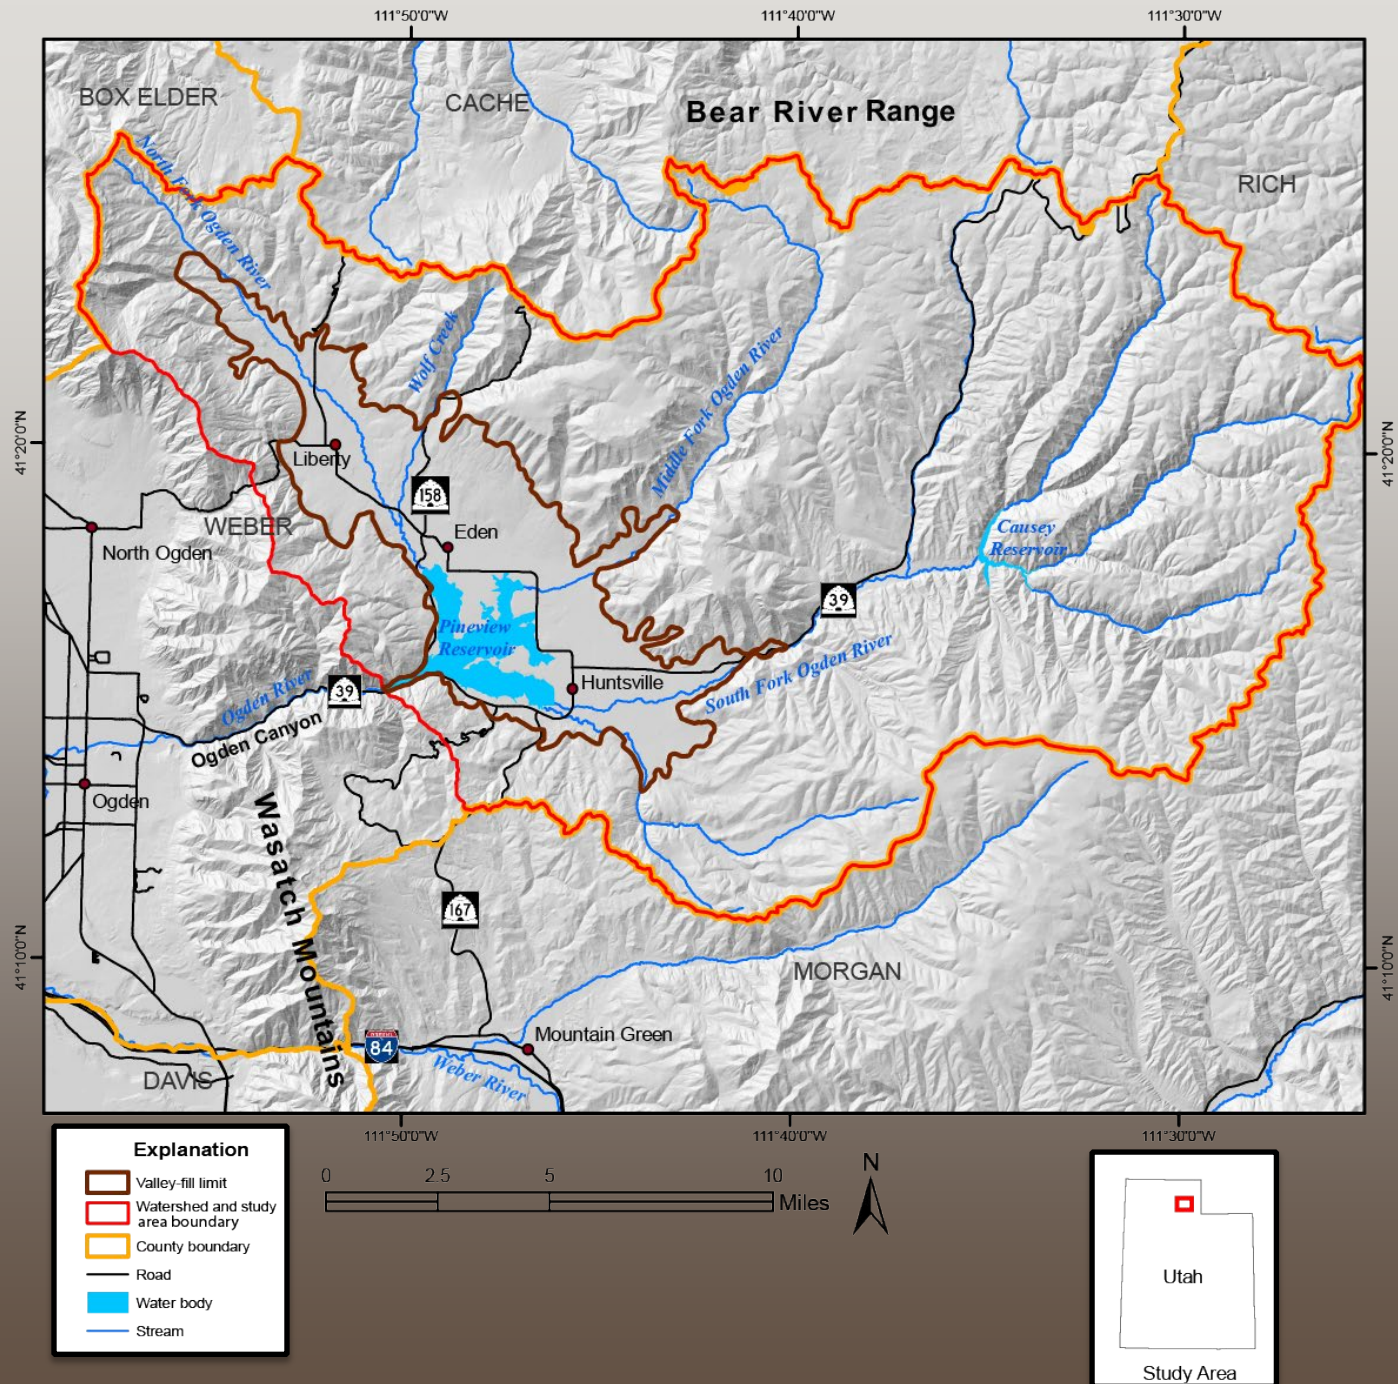 111°50'0"W
111°40'0"W
111°30'0"W
BOX ELDER
CACHE
Bear River Range
RICH
North Fork Ogden River
Wolf Creek
Middle Fork Ogden River
41°20'0"N
41°20'0"N
Liberty
158
WEBER
Eden
North Ogden
Causey
Reservoir
39
Pineview
Reservoir
South Fork Ogden River
Huntsville
Ogden River
39
Ogden Canyon
Ogden
Wasatch Mountains
167
41°10'0"N
41°10'0"N
MORGAN
Mountain Green
84
Weber River
DAVIS
111°50'0"W
111°40'0"W
111°30'0"W
Explanation
Valley-fill limit
Watershed and study
area boundary
County boundary
Road
Water body
Stream
0
2.5
5
10
Miles
N
Utah
Study Area